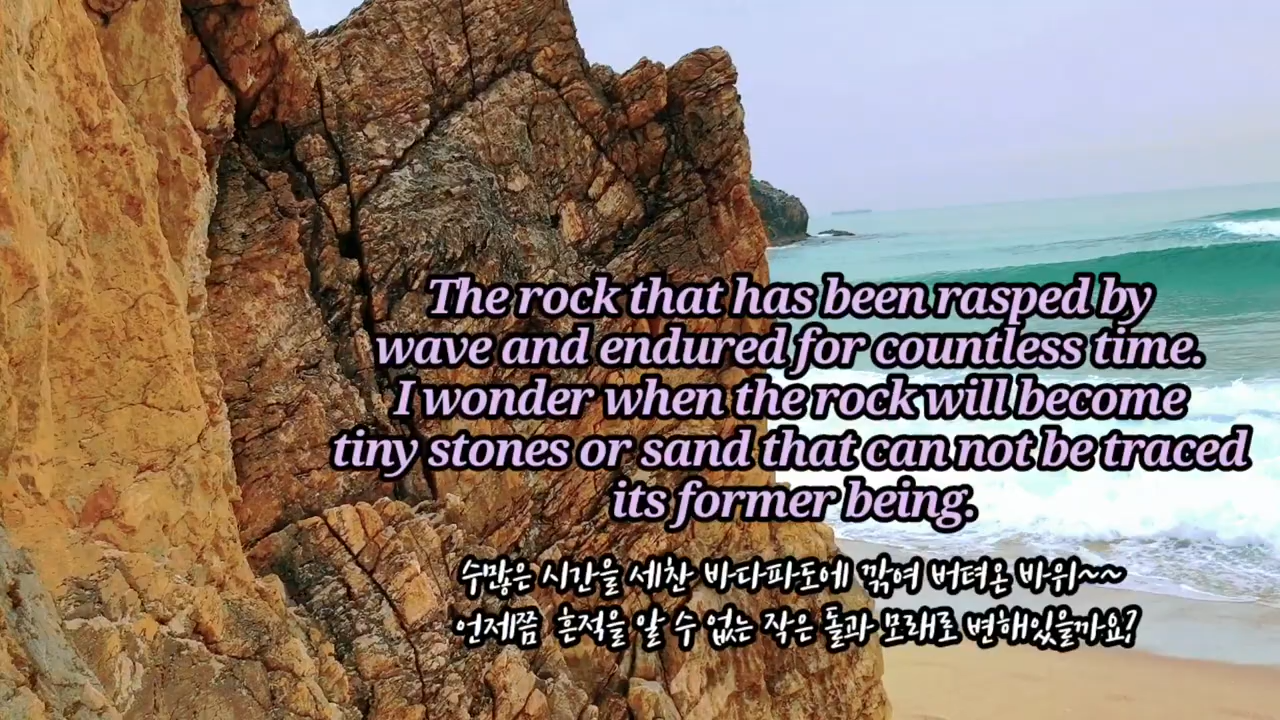 The rock that has been rasped by
wave and endured for countless time.
I wonder when the rock will become
tiny stones or sand that can not be traced
its former being.
수많은 시간을 세찬 바다파도에 깎여 버텨온 바위~~
언제쯤 흔적을 알 수 없는 작은 돌과 모래로 변해있을까요?